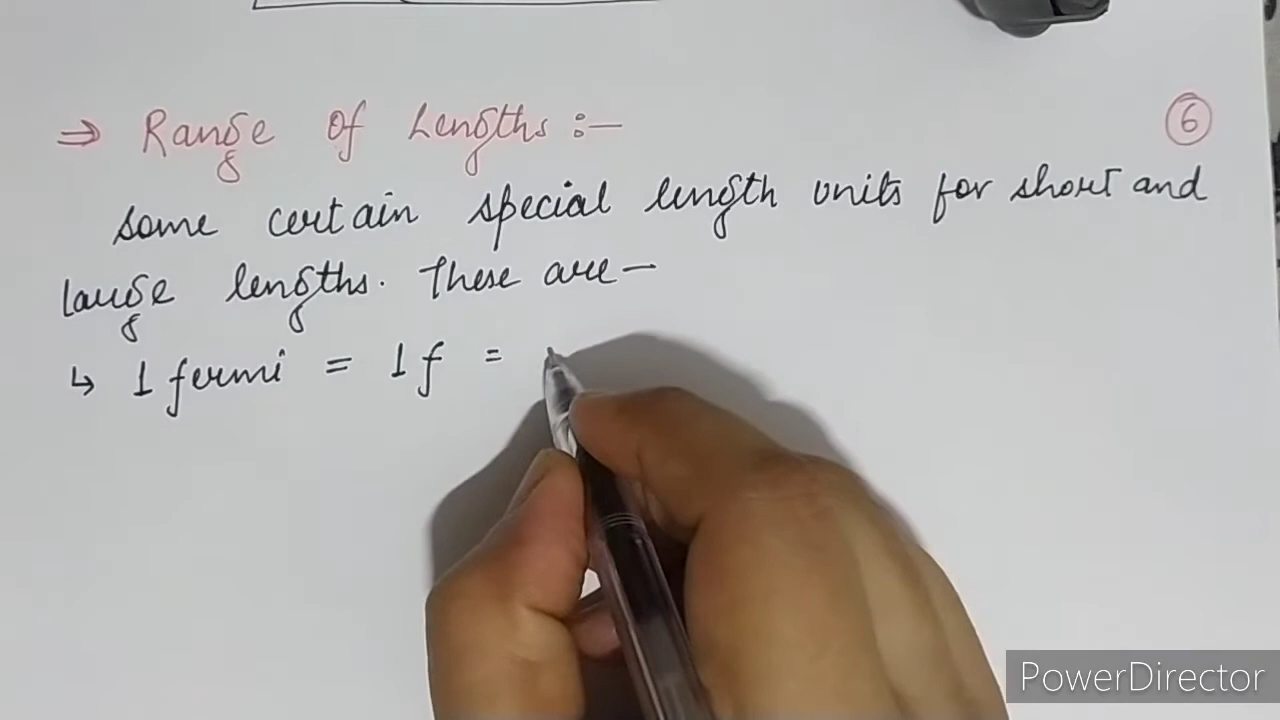 ⇒ Range of Lengths :-
6
Some certain special length units for short and
large lengths. These are -
↳ 1 fermi = 1 f =
PowerDirector